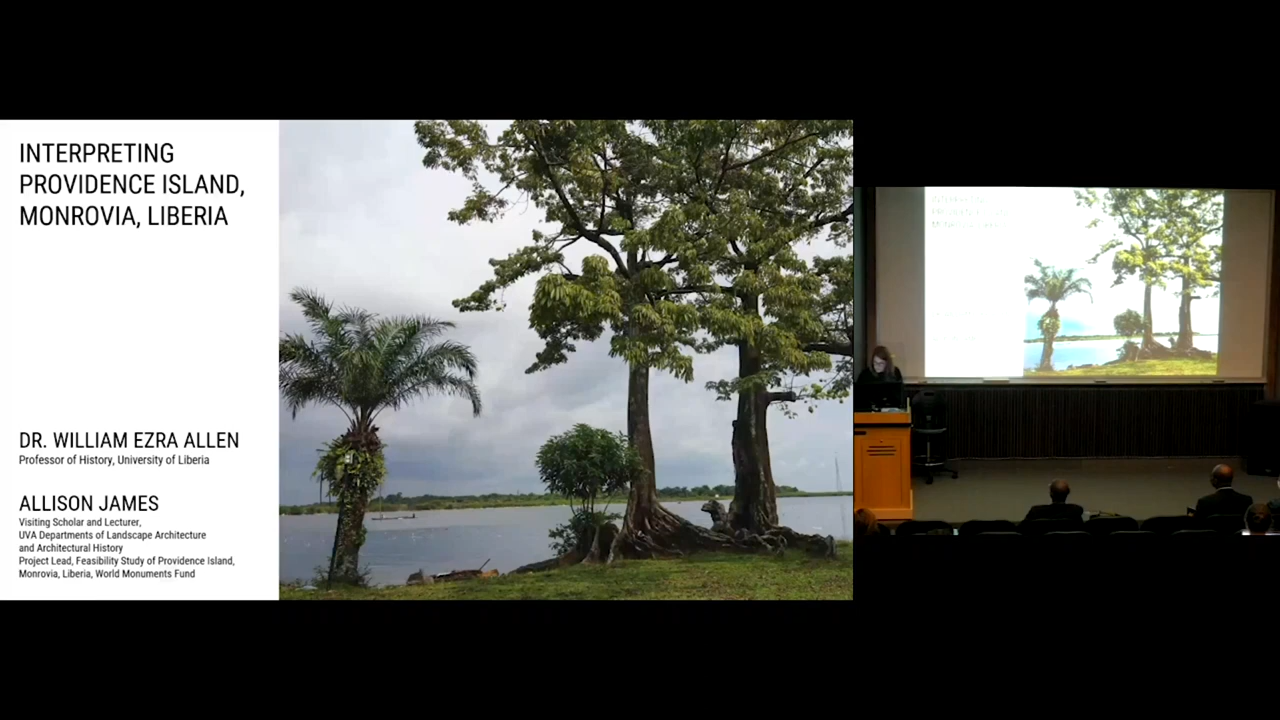 INTERPRETING
PROVIDENCE ISLAND,
MONROVIA, LIBERIA
DR. WILLIAM EZRA ALLEN
Professor of History, University of Liberia
ALLISON JAMES
Visiting Scholar and Lecturer,
UVA Departments of Landscape Architecture
and Architectural History
Project Lead, Feasibility Study of Providence Island,
Monrovia, Liberia, World Monuments Fund